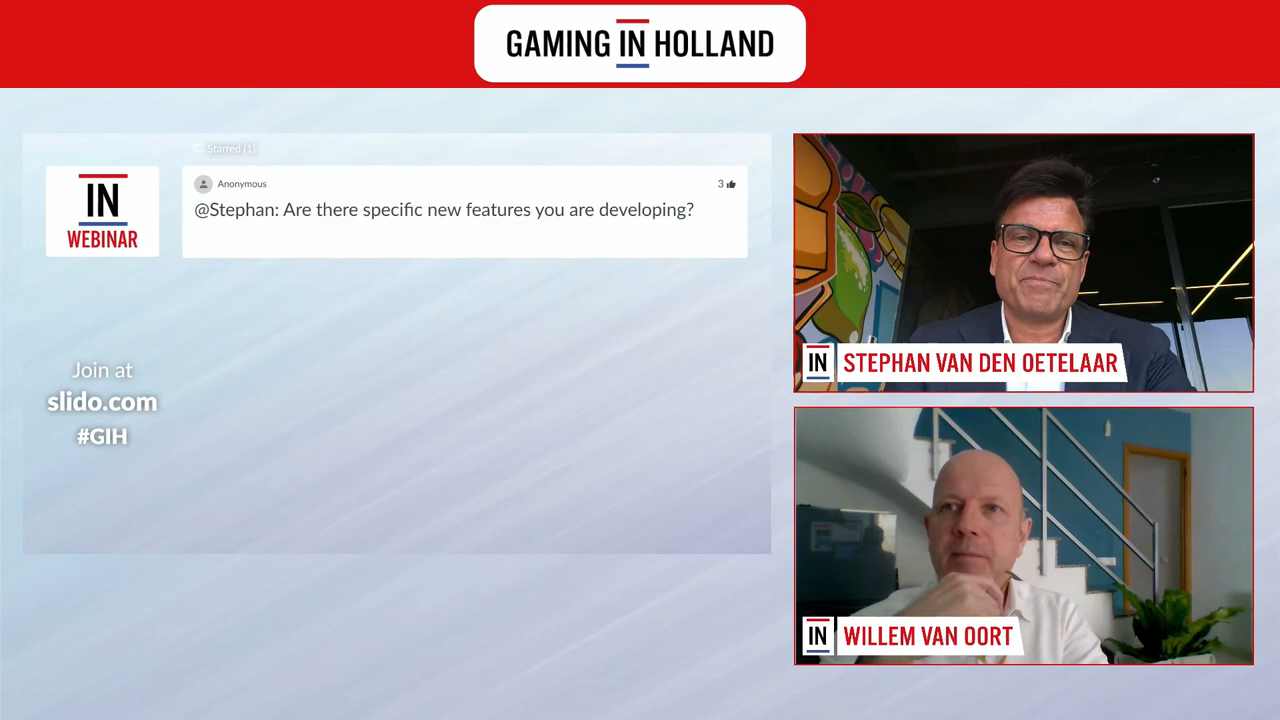 GAMING IN HOLLAND
Starred (1)
Anonymous
3
@Stephan: Are there specific new features you are developing?
IN
WEBINAR
Join at
slido.com
#GIH
IN STEPHAN VAN DEN OETELAAR
IN WILLEM VAN OORT